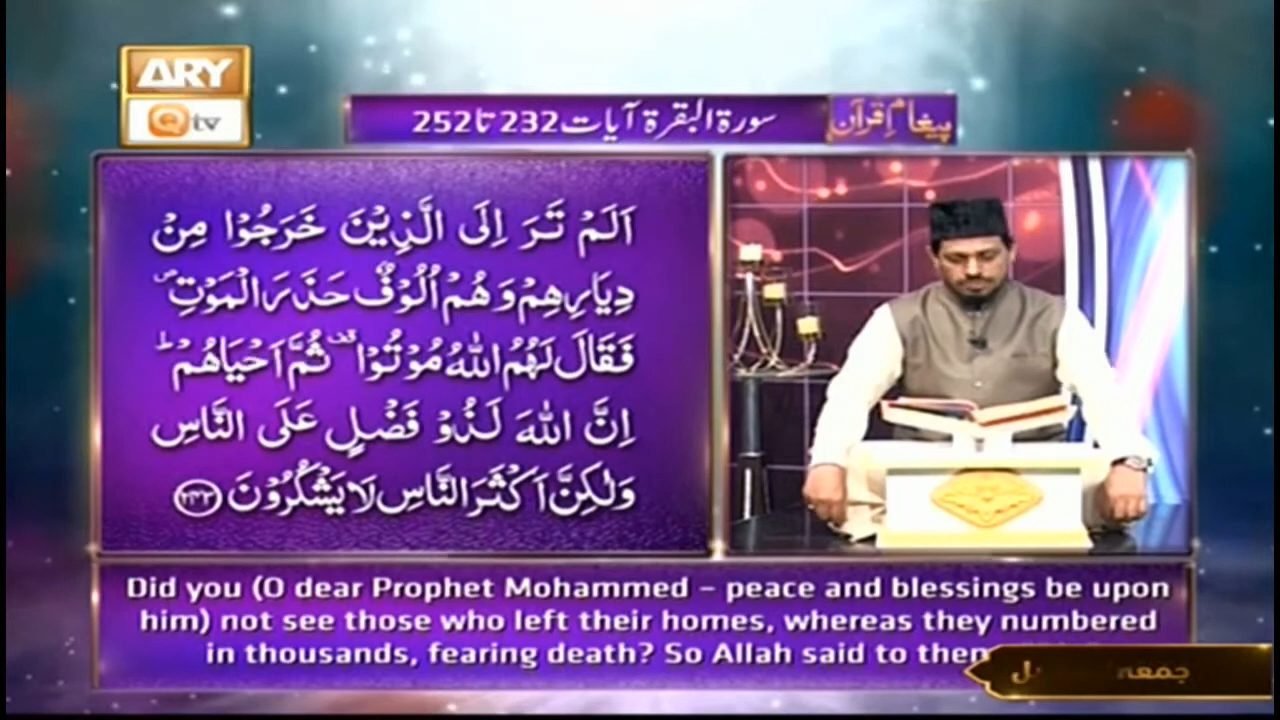 ARY
Qtv
پیغام قرآن
سورۃ البقرۃ آیات 232 تا 252
اَلَمْ تَرَ اِلَى الَّذِيْنَ خَرَجُوْا مِنْ
دِيَارِهِمْ وَهُمْ اُلُوْفٌ حَذَرَ الْمَوْتِ ۪
فَقَالَ لَهُمُ اللّٰهُ مُوْتُوْا ۫ ثُمَّ اَحْيَاهُمْ ؕ
اِنَّ اللّٰهَ لَذُوْ فَضْلٍ عَلَى النَّاسِ
وَلٰكِنَّ اَكْثَرَ النَّاسِ لَا يَشْكُرُوْنَ ﴿۲۴۳﴾
Did you (O dear Prophet Mohammed – peace and blessings be upon
him) not see those who left their homes, whereas they numbered
in thousands, fearing death? So Allah said to
جمعہ